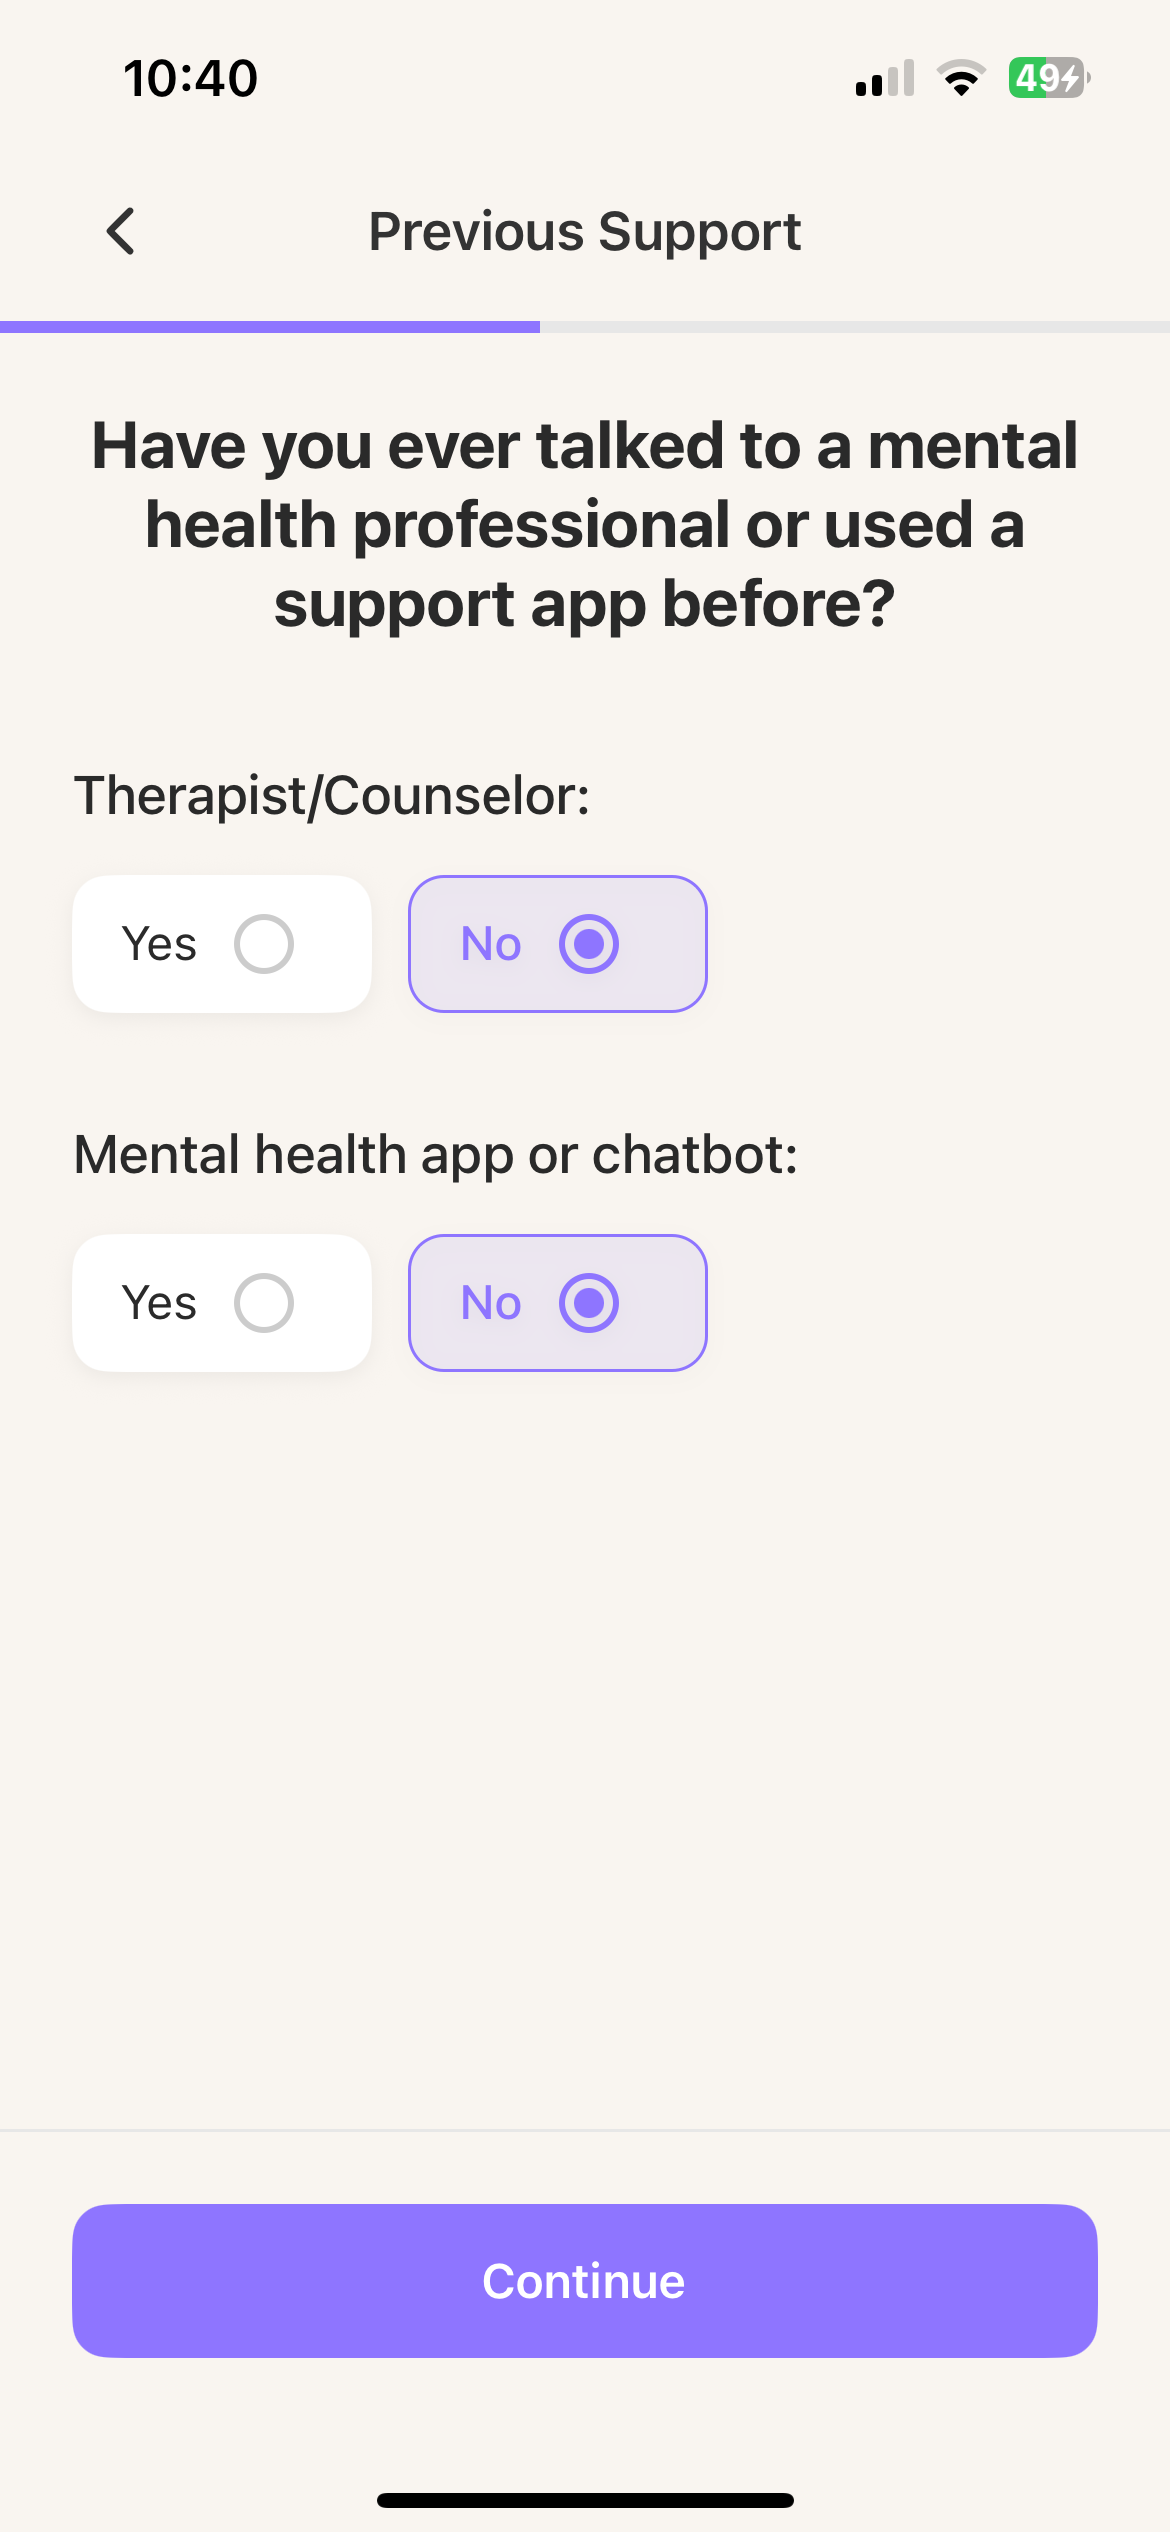 10:40
49
Previous Support
Have you ever talked to a mental
health professional or used a
support app before?
Therapist/Counselor:
Yes
No
Mental health app or chatbot:
Yes
No
Continue